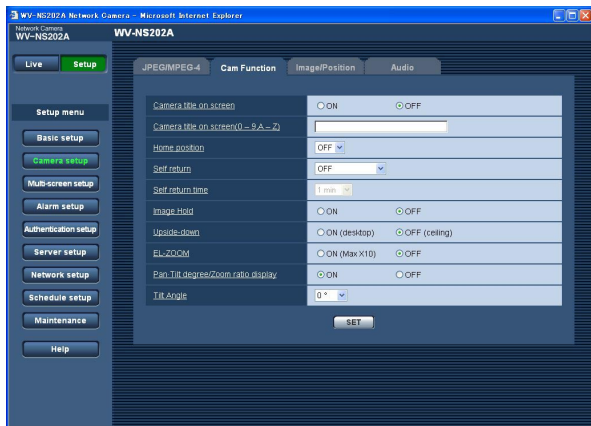 WV-NS202A Network Camera - Microsoft Internet Explorer
Network Camera
WV-NS202A
WV-NS202A
Live
Setup
JPEG/MPEG-4
Cam Function
Image/Position
Audio
Setup menu
Basic setup
Camera setup
Multi-screen setup
Alarm setup
Authentication setup
Server setup
Network setup
Schedule setup
Maintenance
Help
Camera title on screen ON OFF
Camera title on screen(0 – 9,A – Z)
Home position OFF
Self return OFF
Self return time 1 min
Image Hold ON OFF
Upside-down ON (desktop) OFF (ceiling)
EL-ZOOM ON (Max X10) OFF
Pan·Tilt degree/Zoom ratio display ON OFF
Tilt Angle 0 °
SET